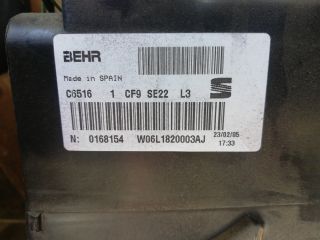 BEHR
Made in SPAIN
C6516 1 CF9 SE22 L3
N: 0168154 W06L1820003AJ
23/02/05
17:33